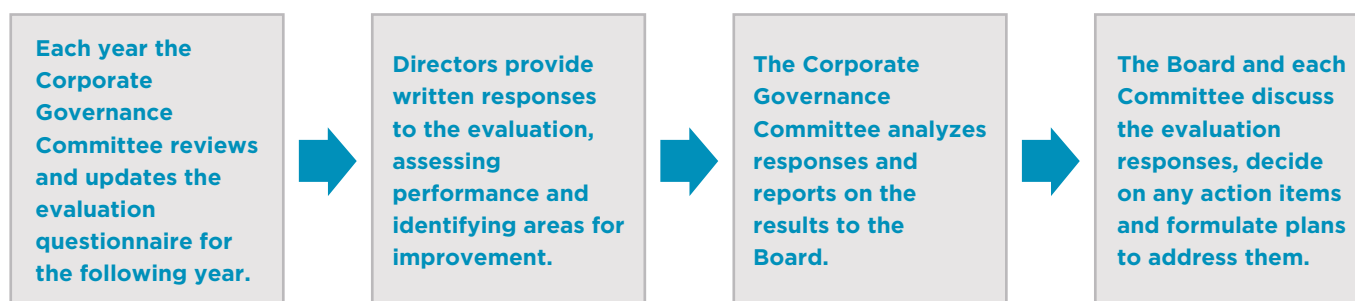 Each year the
Corporate
Governance
Committee reviews
and updates the
evaluation
questionnaire for
the following year.
Directors provide
written responses
to the evaluation,
assessing
performance and
identifying areas for
improvement.
The Corporate
Governance
Committee analyzes
responses and
reports on the
results to the
Board.
The Board and each
Committee discuss
the evaluation
responses, decide
on any action items
and formulate plans
to address them.